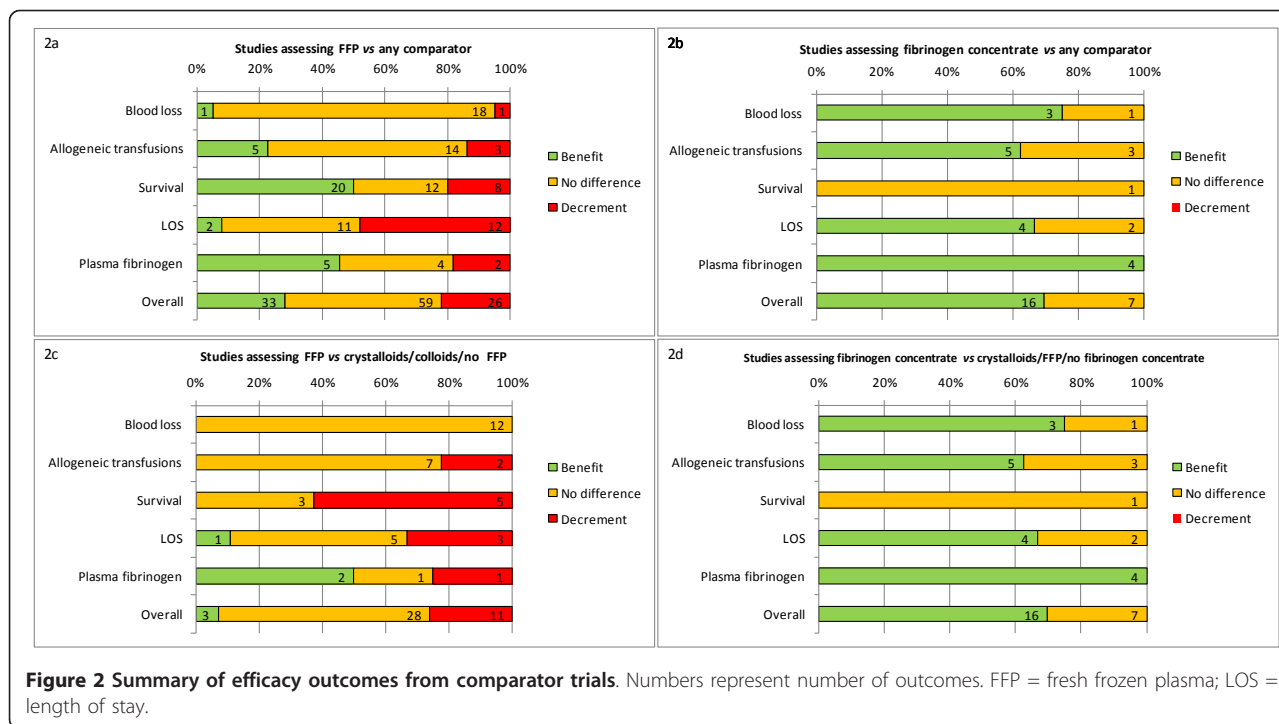 2a
Studies assessing FFP vs any comparator
0% 20% 40% 60% 80% 100%
Blood loss 1 18 1
Allogeneic transfusions 5 14 3
Survival 20 12 8
LOS 2 11 12
Plasma fibrinogen 5 4 2
Overall 33 59 26
Benefit
No difference
Decrement
2b
Studies assessing fibrinogen concentrate vs any comparator
0% 20% 40% 60% 80% 100%
Blood loss 3 1
Allogeneic transfusions 5 3
Survival 1
LOS 4 2
Plasma fibrinogen 4
Overall 16 7
Benefit
No difference
Decrement
2c
Studies assessing FFP vs crystalloids/colloids/no FFP
0% 20% 40% 60% 80% 100%
Blood loss 12
Allogeneic transfusions 7 2
Survival 3 5
LOS 1 5 3
Plasma fibrinogen 2 1 1
Overall 3 28 11
Benefit
No difference
Decrement
2d
Studies assessing fibrinogen concentrate vs crystalloids/FFP/no fibrinogen concentrate
0% 20% 40% 60% 80% 100%
Blood loss 3 1
Allogeneic transfusions 5 3
Survival 1
LOS 4 2
Plasma fibrinogen 4
Overall 16 7
Benefit
No difference
Decrement
Figure 2 Summary of efficacy outcomes from comparator trials. Numbers represent number of outcomes. FFP = fresh frozen plasma; LOS =
length of stay.